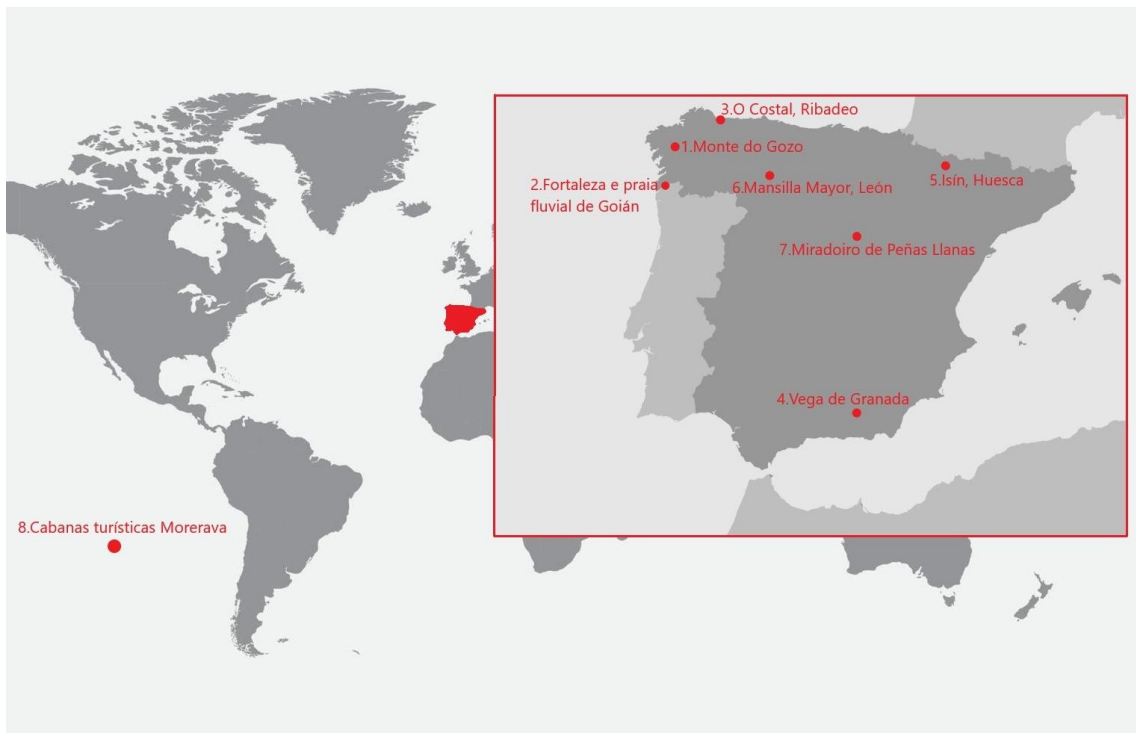 3.O Costal, Ribadeo
1.Monte do Gozo
2.Fortaleza e praia
fluvial de Goián
6.Mansilla Mayor, León
5.Isín, Huesca
7.Miradoiro de Peñas Llanas
4.Vega de Granada
8.Cabanas turísticas Morerava